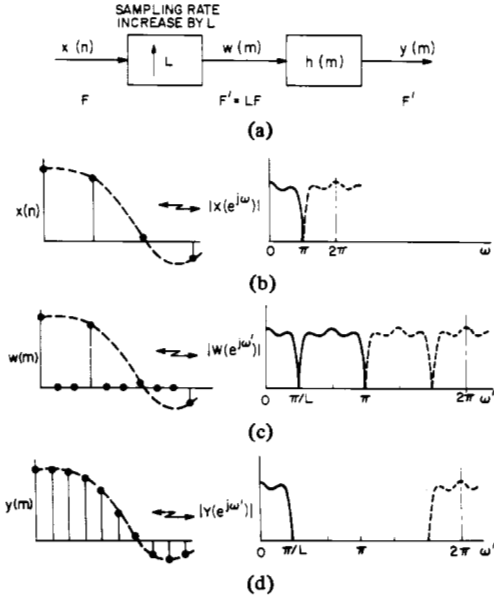 SAMPLING RATE
INCREASE BY L
x (n) L w (m) h (m) y (m)
F F' = LF F'
(a)
x(n) |X(e^{jω})| 0 π 2π ω
(b)
w(m) |W(e^{jω'})| 0 π/L π 2π ω'
(c)
y(m) |Y(e^{jω'})| 0 π/L π 2π ω'
(d)